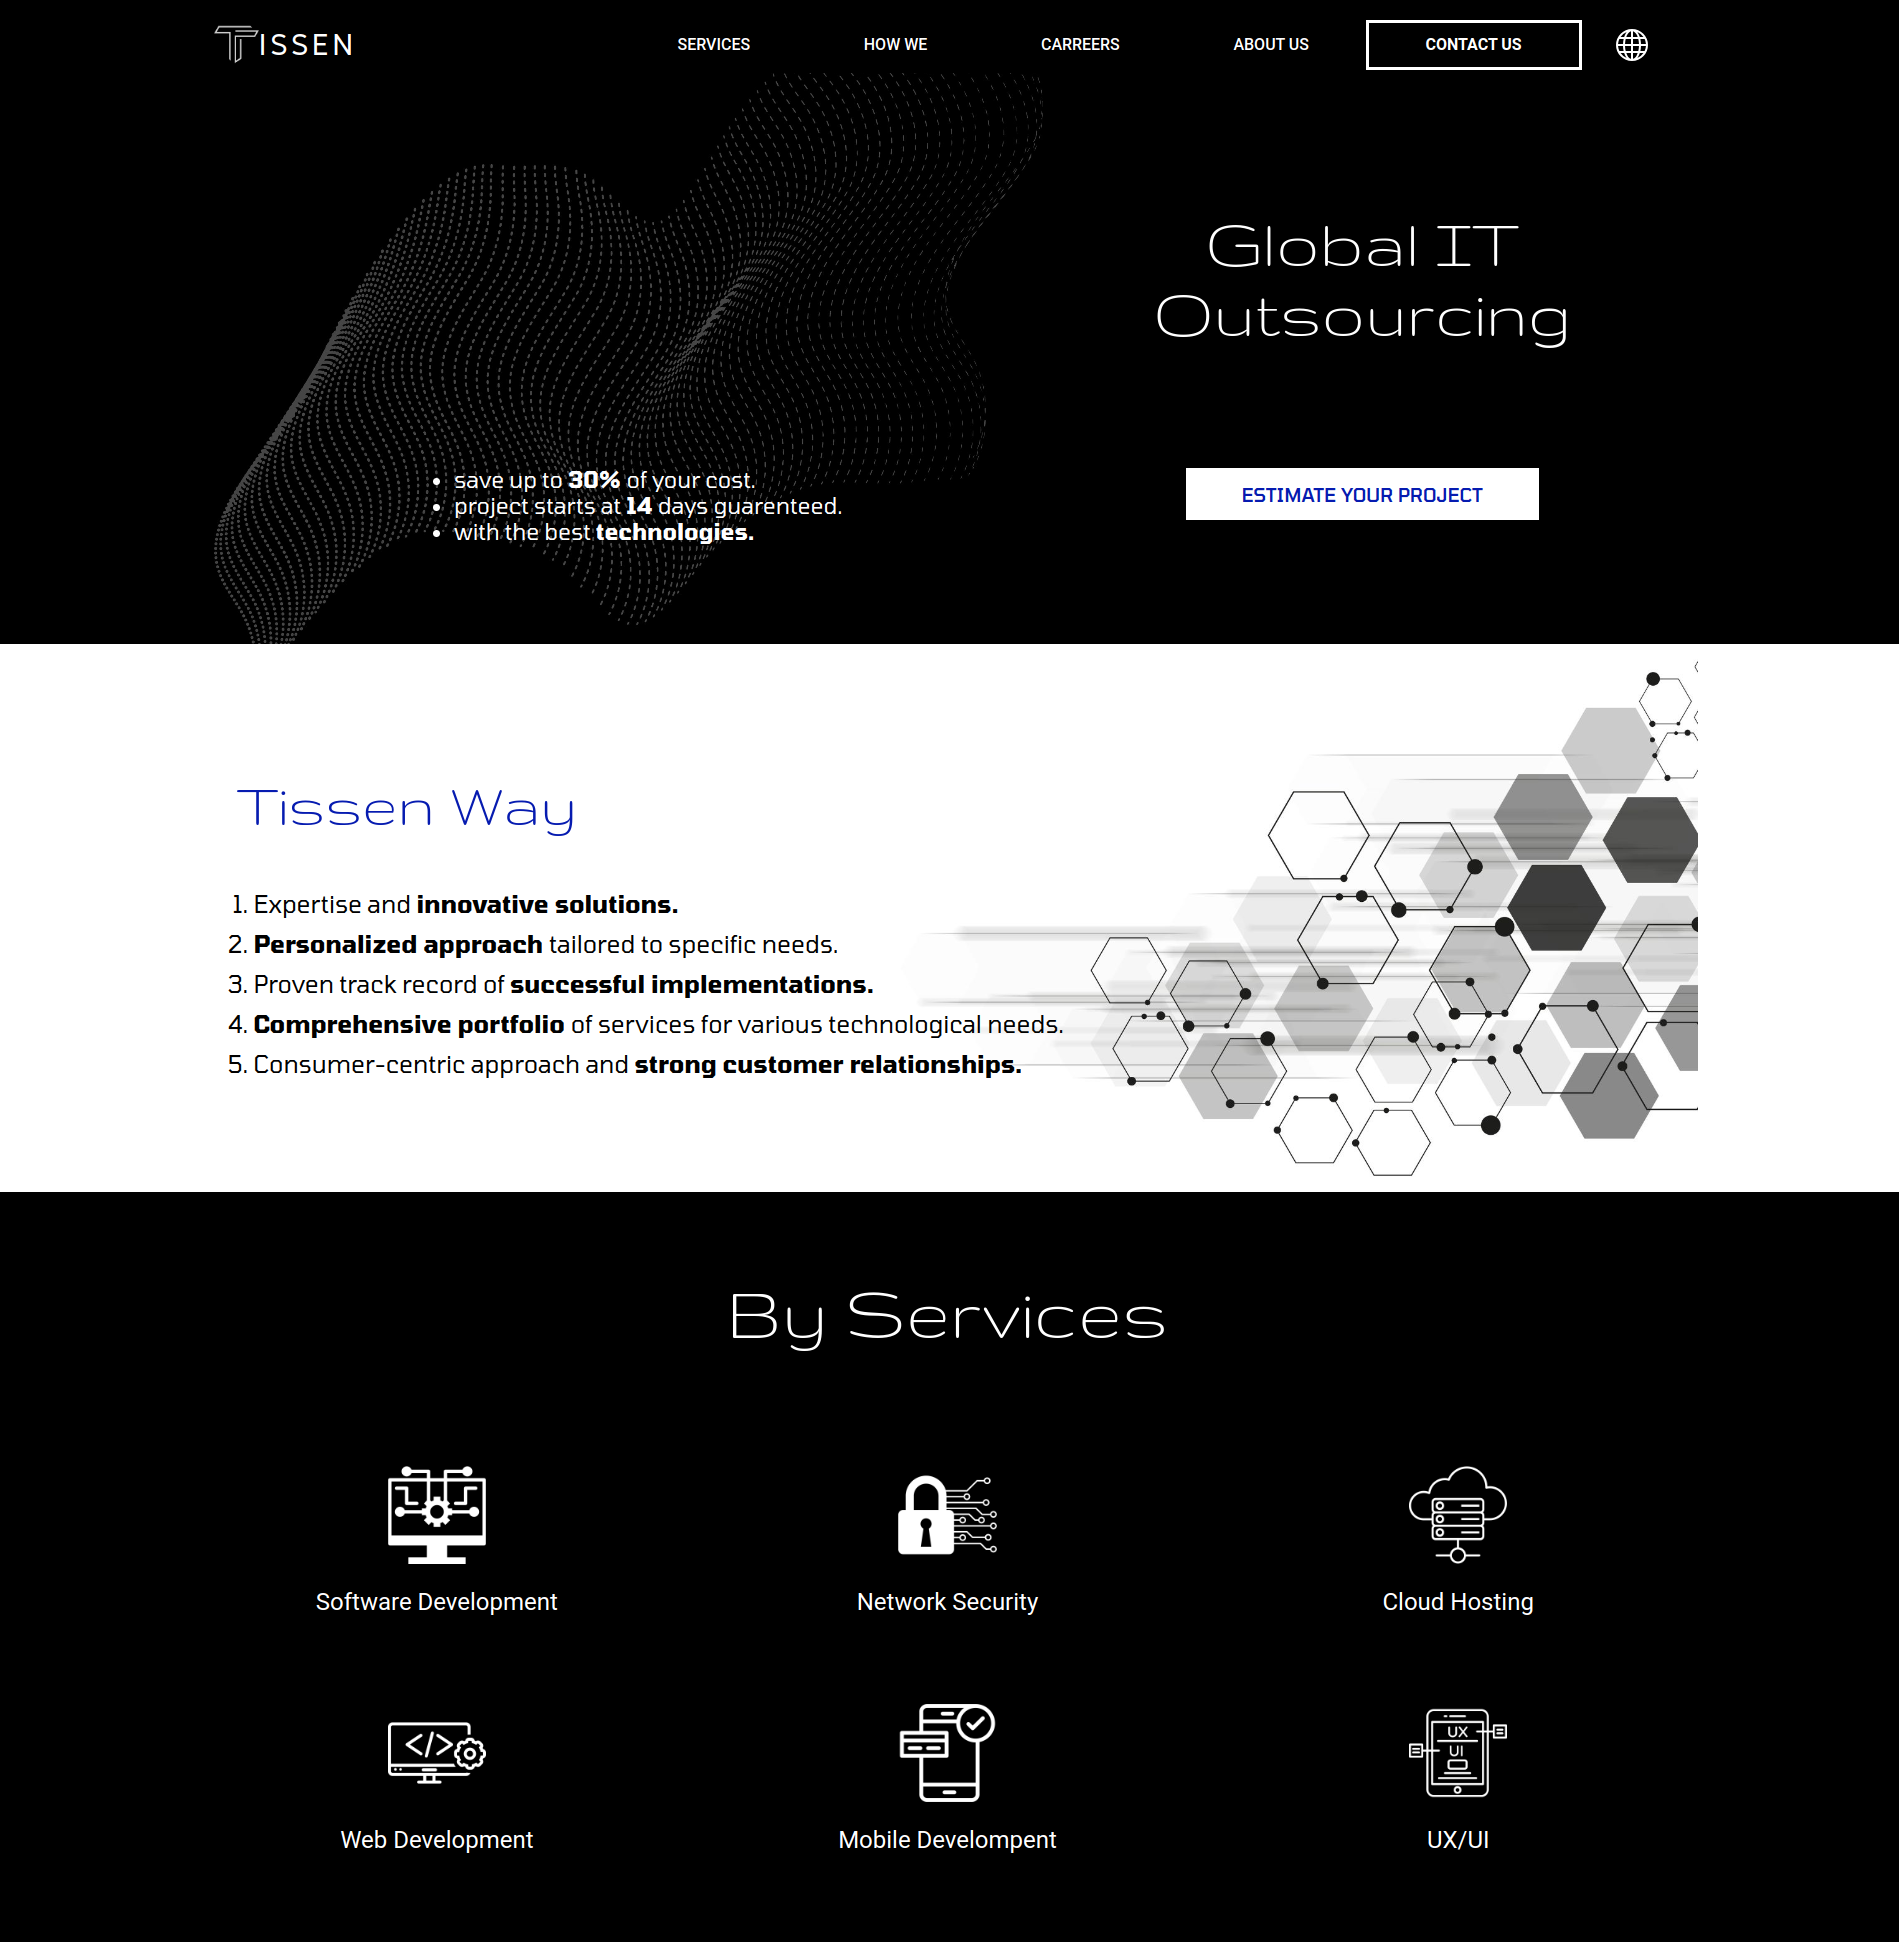 TISSEN
SERVICES
HOW WE
CARREERS
ABOUT US
CONTACT US
Global IT
Outsourcing
• save up to 30% of your cost.
• project starts at 14 days guarenteed.
• with the best technologies.
ESTIMATE YOUR PROJECT
Tissen Way
1. Expertise and innovative solutions.
2. Personalized approach tailored to specific needs.
3. Proven track record of successful implementations.
4. Comprehensive portfolio of services for various technological needs.
5. Consumer-centric approach and strong customer relationships.
By Services
Software Development
Network Security
Cloud Hosting
</>
UX
UI
Web Development
Mobile Develompent
UX/UI